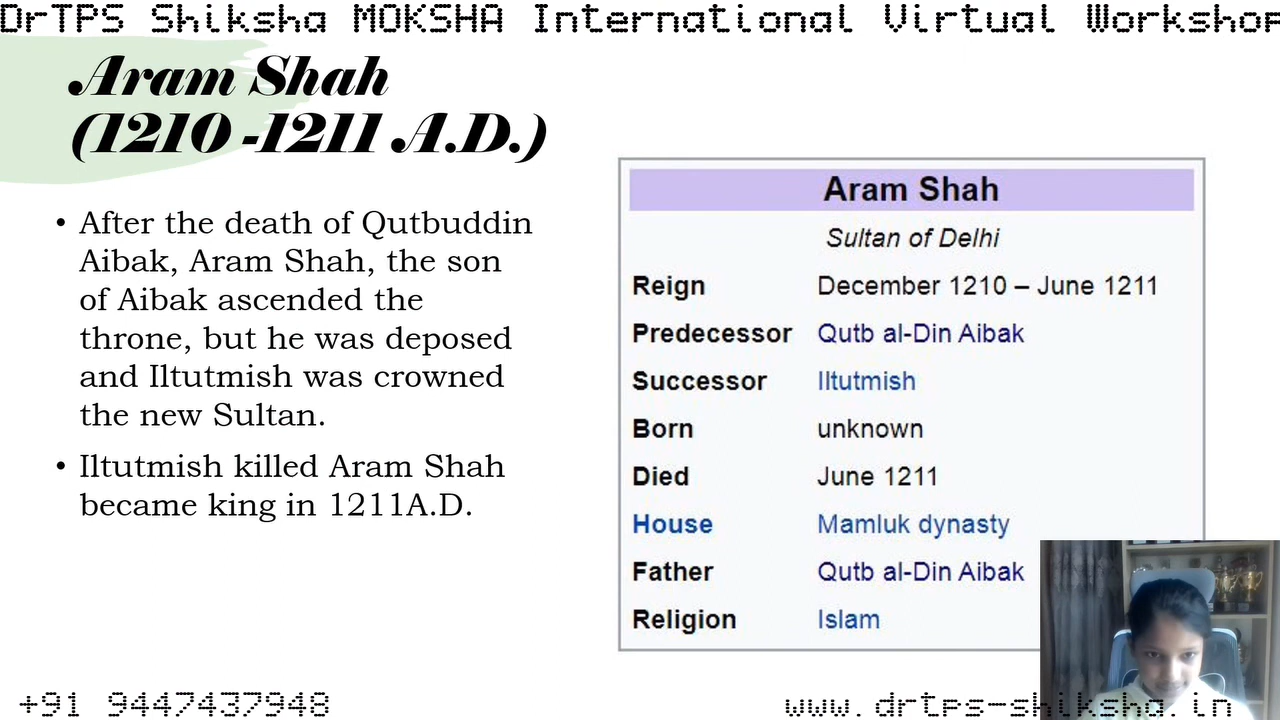 DrTPS Shiksha MOKSHA International Virtual Workshop
Aram Shah
(1210 -1211 A.D.)
• After the death of Qutbuddin
Aibak, Aram Shah, the son
of Aibak ascended the
throne, but he was deposed
and Iltutmish was crowned
the new Sultan.
• Iltutmish killed Aram Shah
became king in 1211A.D.
Aram Shah
Sultan of Delhi
Reign December 1210 – June 1211
Predecessor Qutb al-Din Aibak
Successor Iltutmish
Born unknown
Died June 1211
House Mamluk dynasty
Father Qutb al-Din Aibak
Religion Islam
+91 9447437948
www.drtps-shiksha.in